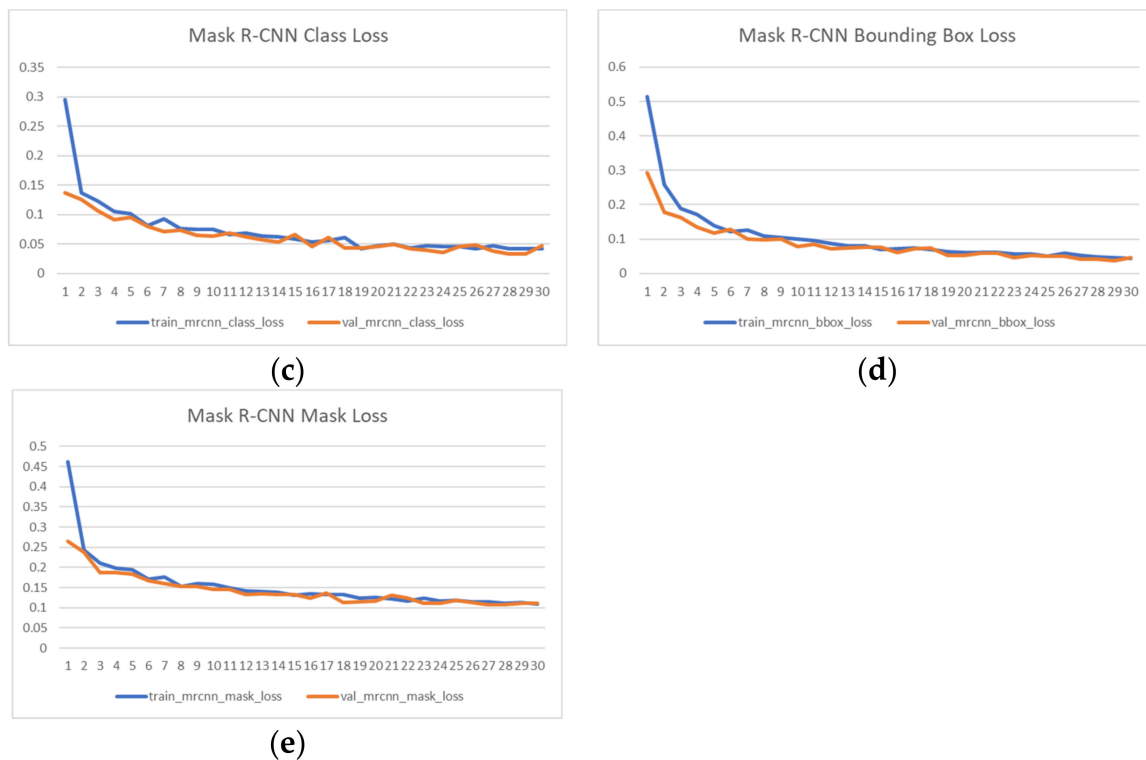 Mask R-CNN Class Loss
0.35
0.3
0.25
0.2
0.15
0.1
0.05
0
1 2 3 4 5 6 7 8 9 10 11 12 13 14 15 16 17 18 19 20 21 22 23 24 25 26 27 28 29 30
train_mrcnn_class_loss val_mrcnn_class_loss
(c)
Mask R-CNN Bounding Box Loss
0.6
0.5
0.4
0.3
0.2
0.1
0
1 2 3 4 5 6 7 8 9 10 11 12 13 14 15 16 17 18 19 20 21 22 23 24 25 26 27 28 29 30
train_mrcnn_bbox_loss val_mrcnn_bbox_loss
(d)
Mask R-CNN Mask Loss
0.5
0.45
0.4
0.35
0.3
0.25
0.2
0.15
0.1
0.05
0
1 2 3 4 5 6 7 8 9 10 11 12 13 14 15 16 17 18 19 20 21 22 23 24 25 26 27 28 29 30
train_mrcnn_mask_loss val_mrcnn_mask_loss
(e)